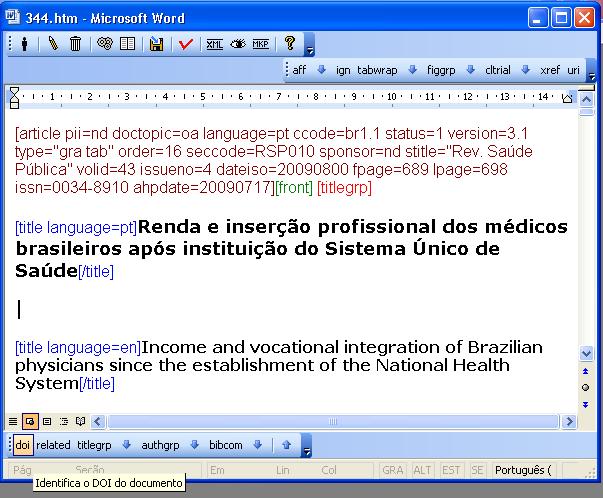 344.htm - Microsoft Word
XML MKP ?
aff ign tabwrap figgrp cltrial xref uri
1 2 3 4 5 6 7 8 9 10 11 12 13 14
[article pii=nd doctopic=oa language=pt ccode=br1.1 status=1 version=3.1
type="gra tab" order=16 seccode=RSP010 sponsor=nd stitle="Rev. Saúde
Pública" volid=43 issueno=4 dateiso=20090800 fpage=689 lpage=698
issn=0034-8910 ahpdate=20090717][front] [titlegrp]
[title language=pt]Renda e inserção profissional dos médicos
brasileiros após instituição do Sistema Único de
Saúde[/title]
[title language=en]Income and vocational integration of Brazilian
physicians since the establishment of the National Health
System[/title]
doi related titlegrp authgrp bibcom
Pág Seção Em Lin Col GRA ALT EST SE Português (
Identifica o DOI do documento